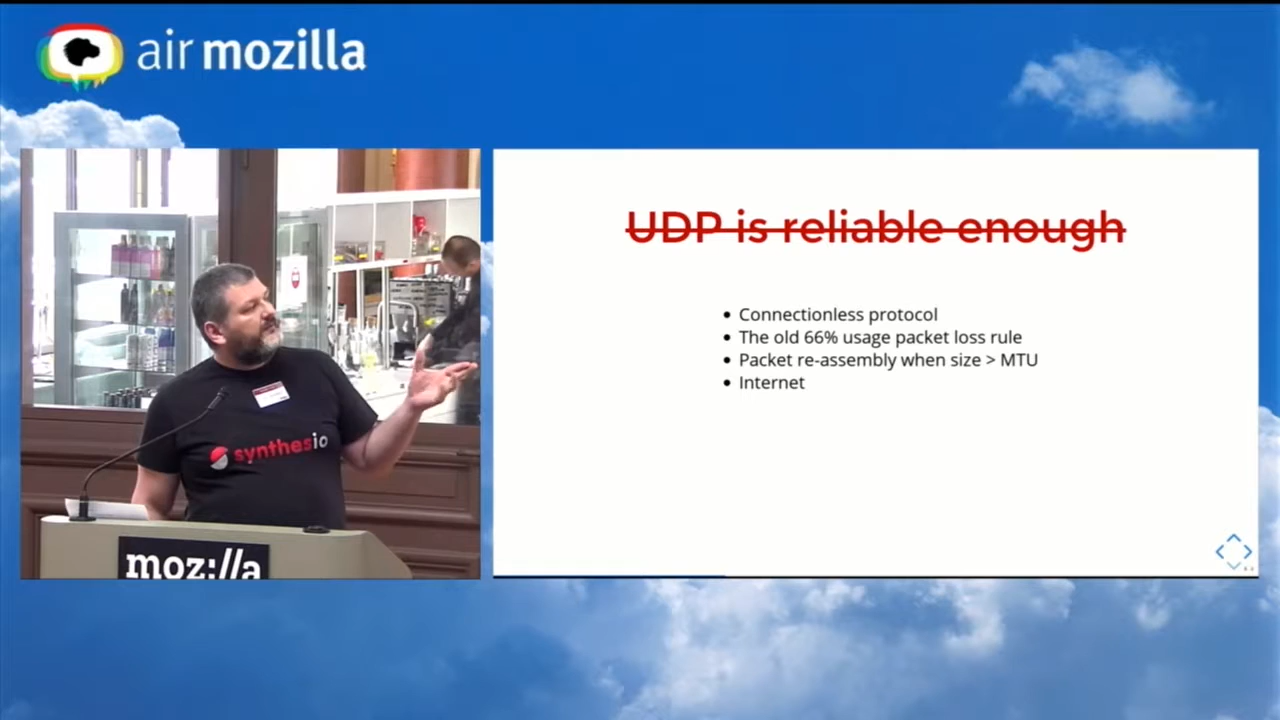 air mozilla
UDP is reliable enough
Connectionless protocol
The old 66% usage packet loss rule
Packet re-assembly when size > MTU
Internet
synthesio
moz://a